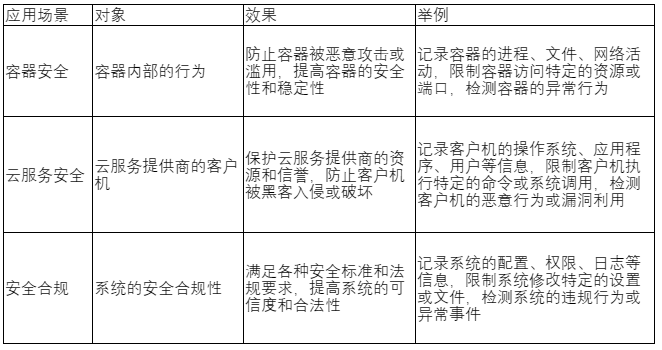 应用场景 对象 效果 举例
容器安全
容器内部的行为
防止容器被恶意攻击或
滥用，提高容器的安全
性和稳定性
记录容器的进程、文件、网络活
动，限制容器访问特定的资源或
端口，检测容器的异常行为
云服务安全
云服务提供商的客户
机
保护云服务提供商的资
源和信誉，防止客户机
被黑客入侵或破坏
记录客户机的操作系统、应用程
序、用户等信息，限制客户机执
行特定的命令或系统调用，检测
客户机的恶意行为或漏洞利用
安全合规
系统的安全合规性
满足各种安全标准和法
规要求，提高系统的可
信度和合法性
记录系统的配置、权限、日志等
信息，限制系统修改特定的设置
或文件，检测系统的违规行为或
异常事件